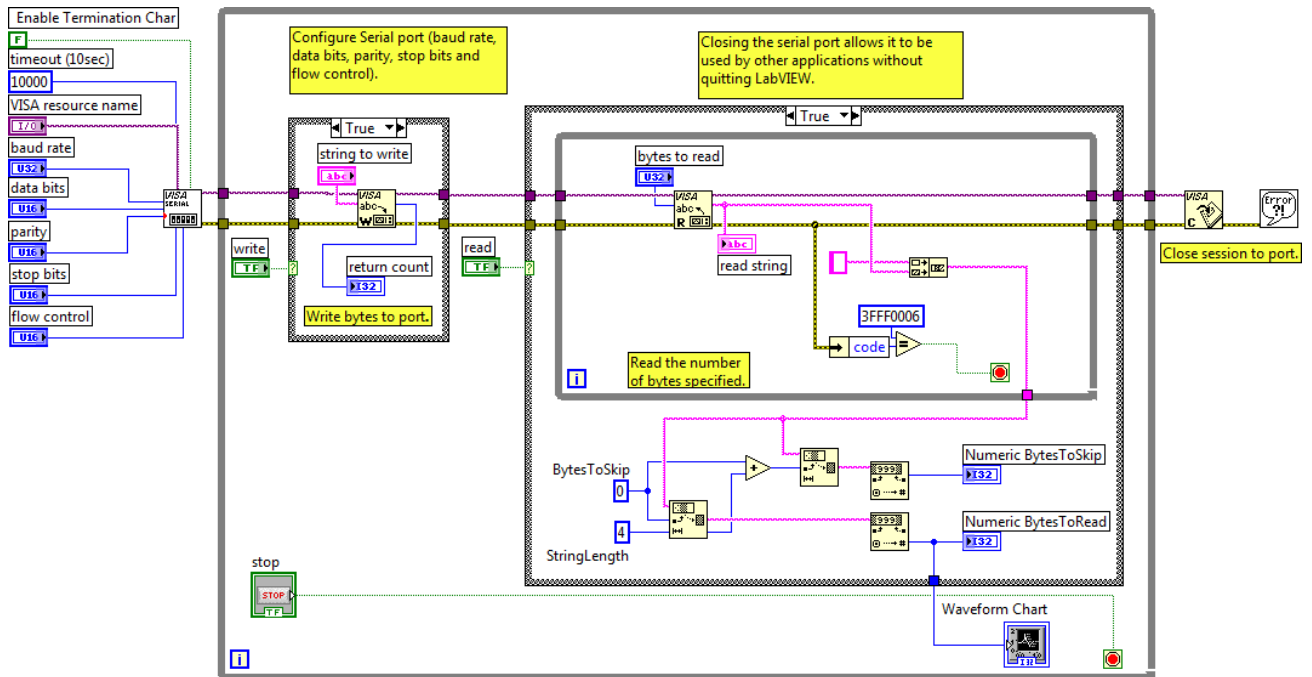 Enable Termination Char
F
timeout (10sec)
10000
VISA resource name
I/O
baud rate
U32
data bits
U16
parity
U16
stop bits
U16
flow control
U16
VISA
SERIAL
Configure Serial port (baud rate,
data bits, parity, stop bits and
flow control).
True
string to write
abc
VISA
abc
W
write
TF
?
return count
I32
Write bytes to port.
Closing the serial port allows it to be
used by other applications without
quitting LabVIEW.
True
bytes to read
U32
VISA
abc
R
read
TF
?
abc
read string
3FFF0006
code
=
Read the number
of bytes specified.
i
VISA
C
Error
?!
Close session to port.
BytesToSkip
0
+
999
#
Numeric BytesToSkip
I32
4
StringLength
999
#
Numeric BytesToRead
I32
stop
STOP
TF
Waveform Chart
I32
i